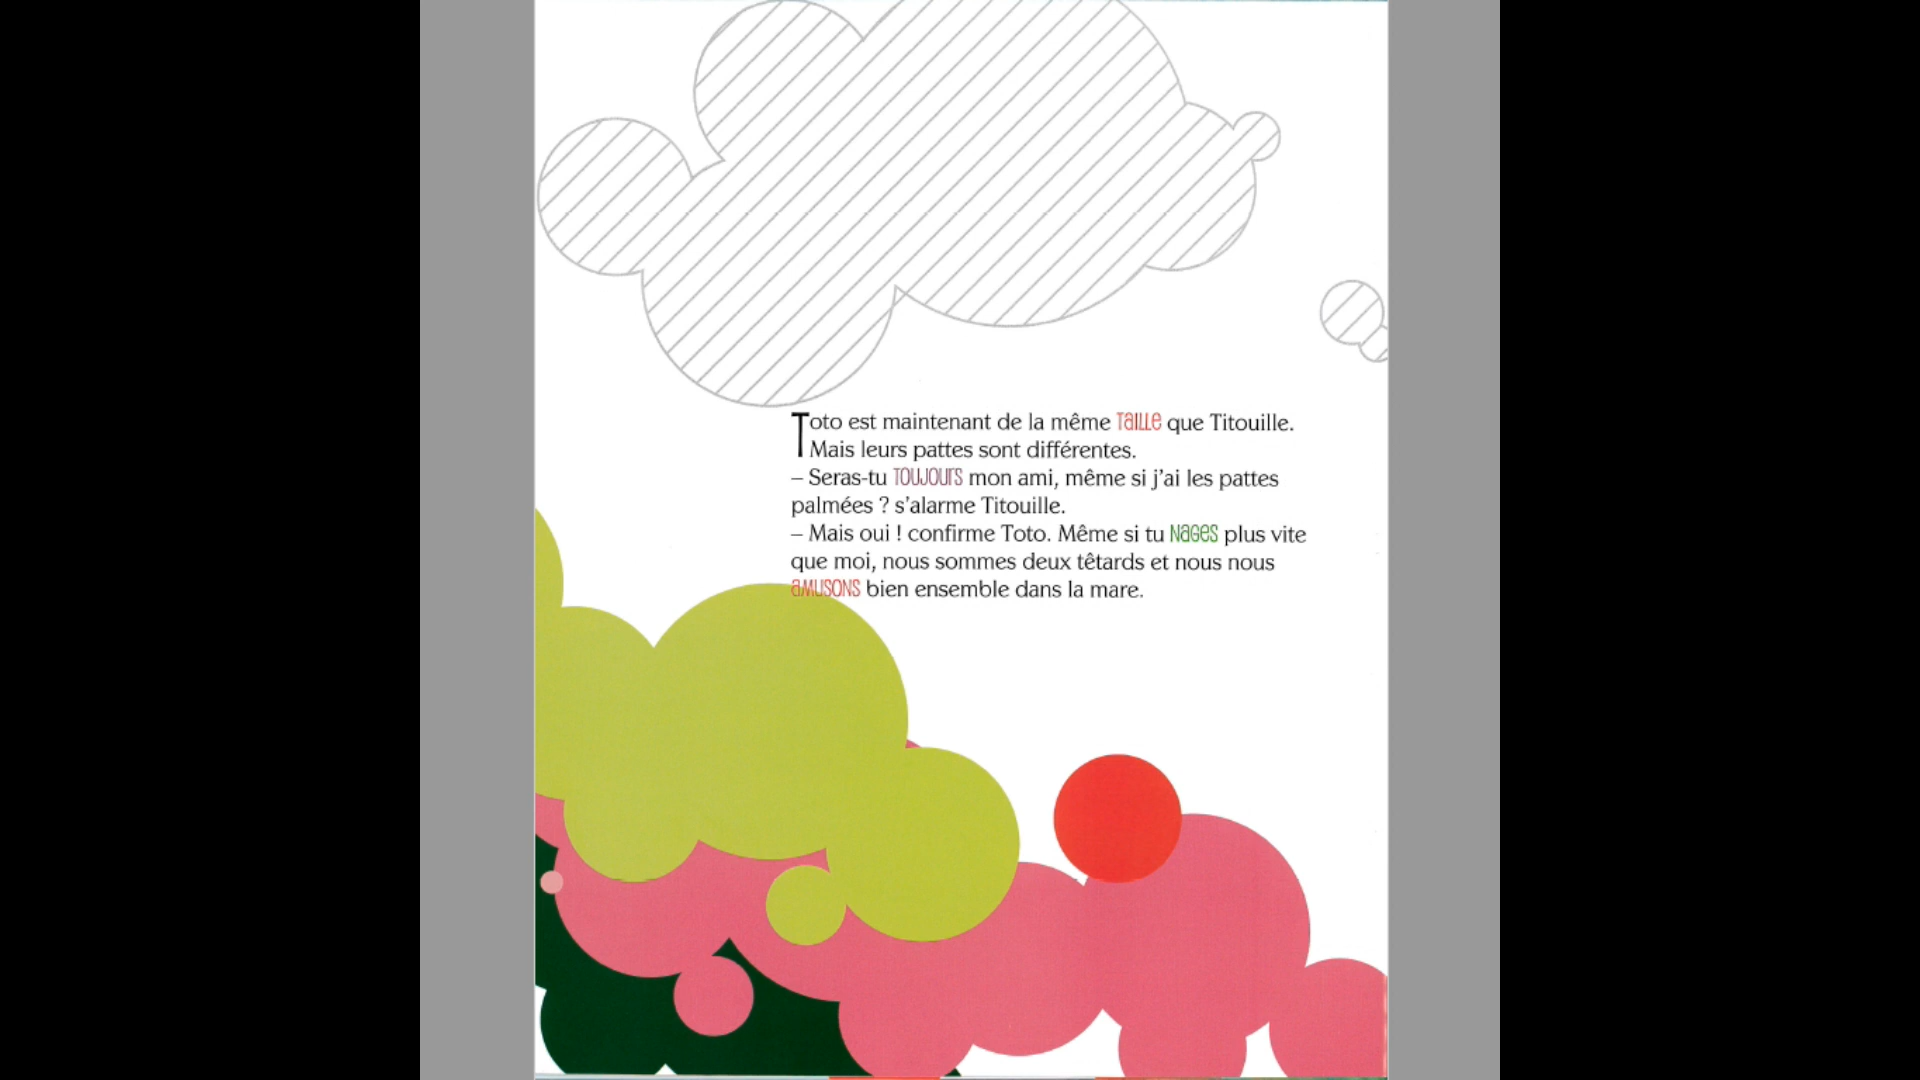 Toto est maintenant de la même TaiLLe que Titouille.
Mais leurs pattes sont différentes.
– Seras-tu TOUJOUrS mon ami, même si j'ai les pattes
palmées ? s'alarme Titouille.
– Mais oui ! confirme Toto. Même si tu NaGeS plus vite
que moi, nous sommes deux têtards et nous nous
aMUSONS bien ensemble dans la mare.